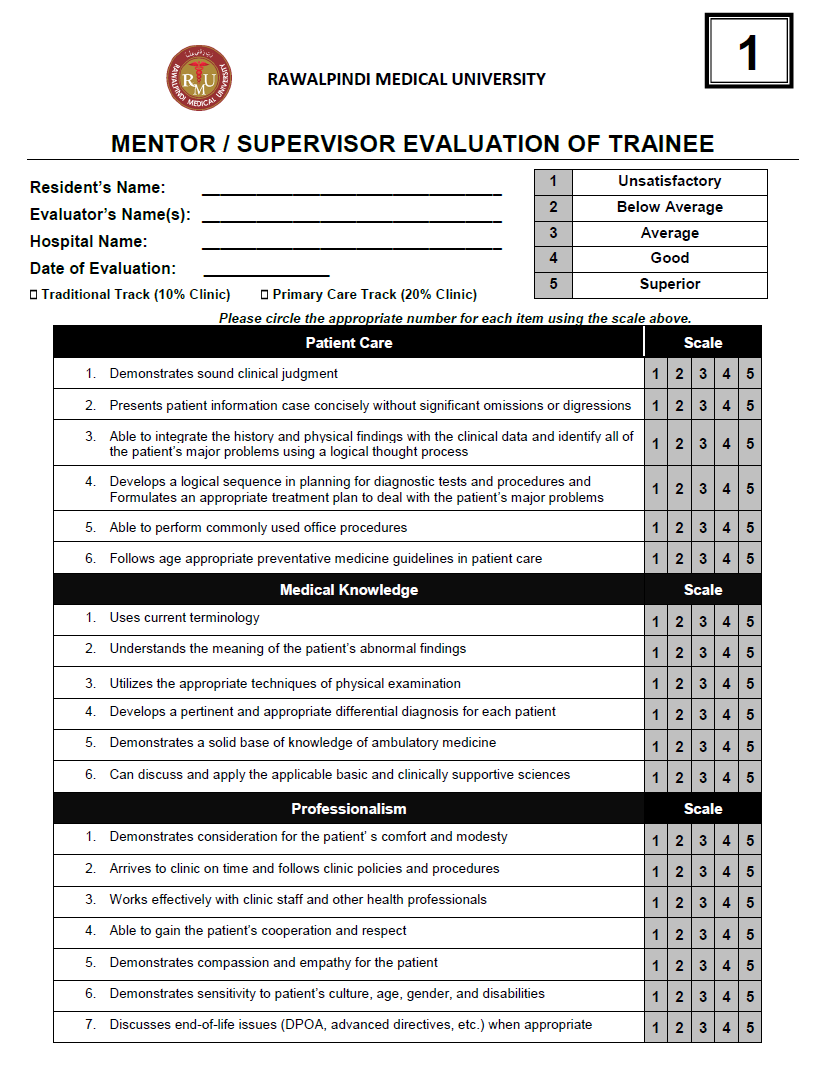 1
RAWALPINDI MEDICAL UNIVERSITY
RMU
RAWALPINDI MEDICAL UNIVERSITY
MENTOR / SUPERVISOR EVALUATION OF TRAINEE
Resident's Name:
Evaluator's Name(s):
Hospital Name:
Date of Evaluation:
1 Unsatisfactory
2 Below Average
3 Average
4 Good
5 Superior
Traditional Track (10% Clinic) Primary Care Track (20% Clinic)
Please circle the appropriate number for each item using the scale above.
Patient Care Scale
1. Demonstrates sound clinical judgment 1 2 3 4 5
2. Presents patient information case concisely without significant omissions or digressions 1 2 3 4 5
3. Able to integrate the history and physical findings with the clinical data and identify all of
the patient's major problems using a logical thought process 1 2 3 4 5
4. Develops a logical sequence in planning for diagnostic tests and procedures and
Formulates an appropriate treatment plan to deal with the patient's major problems 1 2 3 4 5
5. Able to perform commonly used office procedures 1 2 3 4 5
6. Follows age appropriate preventative medicine guidelines in patient care 1 2 3 4 5
Medical Knowledge Scale
1. Uses current terminology 1 2 3 4 5
2. Understands the meaning of the patient's abnormal findings 1 2 3 4 5
3. Utilizes the appropriate techniques of physical examination 1 2 3 4 5
4. Develops a pertinent and appropriate differential diagnosis for each patient 1 2 3 4 5
5. Demonstrates a solid base of knowledge of ambulatory medicine 1 2 3 4 5
6. Can discuss and apply the applicable basic and clinically supportive sciences 1 2 3 4 5
Professionalism Scale
1. Demonstrates consideration for the patient' s comfort and modesty 1 2 3 4 5
2. Arrives to clinic on time and follows clinic policies and procedures 1 2 3 4 5
3. Works effectively with clinic staff and other health professionals 1 2 3 4 5
4. Able to gain the patient's cooperation and respect 1 2 3 4 5
5. Demonstrates compassion and empathy for the patient 1 2 3 4 5
6. Demonstrates sensitivity to patient's culture, age, gender, and disabilities 1 2 3 4 5
7. Discusses end-of-life issues (DPOA, advanced directives, etc.) when appropriate 1 2 3 4 5